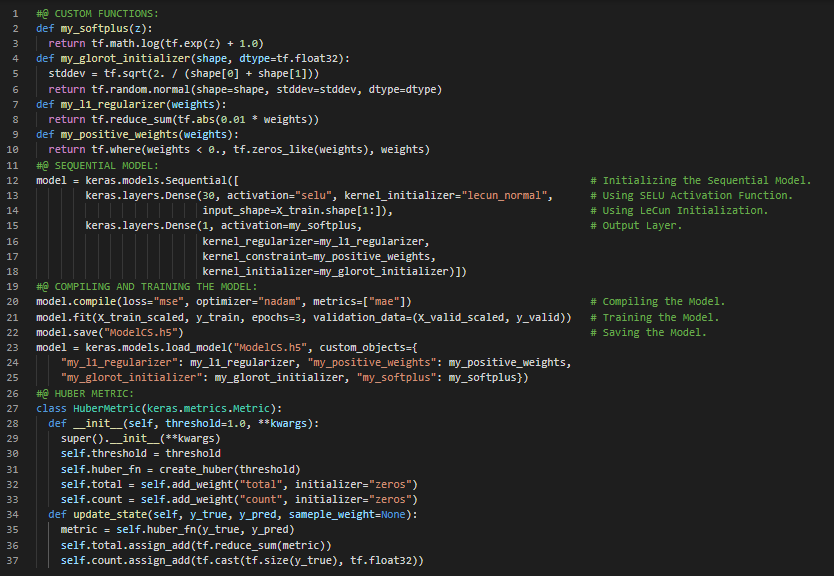 1 #@ CUSTOM FUNCTIONS:
2 def my_softplus(z):
3   return tf.math.log(tf.exp(z) + 1.0)
4 def my_glorot_initializer(shape, dtype=tf.float32):
5   stddev = tf.sqrt(2. / (shape[0] + shape[1]))
6   return tf.random.normal(shape=shape, stddev=stddev, dtype=dtype)
7 def my_l1_regularizer(weights):
8   return tf.reduce_sum(tf.abs(0.01 * weights))
9 def my_positive_weights(weights):
10   return tf.where(weights < 0., tf.zeros_like(weights), weights)
11 #@ SEQUENTIAL MODEL:
12 model = keras.models.Sequential([ # Initializing the Sequential Model.
13         keras.layers.Dense(30, activation="selu", kernel_initializer="lecun_normal", # Using SELU Activation Function.
14                            input_shape=X_train.shape[1:]), # Using LeCun Initialization.
15         keras.layers.Dense(1, activation=my_softplus, # Output Layer.
16                            kernel_regularizer=my_l1_regularizer,
17                            kernel_constraint=my_positive_weights,
18                            kernel_initializer=my_glorot_initializer)])
19 #@ COMPILING AND TRAINING THE MODEL:
20 model.compile(loss="mse", optimizer="nadam", metrics=["mae"]) # Compiling the Model.
21 model.fit(X_train_scaled, y_train, epochs=3, validation_data=(X_valid_scaled, y_valid)) # Training the Model.
22 model.save("ModelCS.h5") # Saving the Model.
23 model = keras.models.load_model("ModelCS.h5", custom_objects={
24     "my_l1_regularizer": my_l1_regularizer, "my_positive_weights": my_positive_weights,
25     "my_glorot_initializer": my_glorot_initializer, "my_softplus": my_softplus})
26 #@ HUBER METRIC:
27 class HuberMetric(keras.metrics.Metric):
28   def __init__(self, threshold=1.0, **kwargs):
29     super().__init__(**kwargs)
30     self.threshold = threshold
31     self.huber_fn = create_huber(threshold)
32     self.total = self.add_weight("total", initializer="zeros")
33     self.count = self.add_weight("count", initializer="zeros")
34   def update_state(self, y_true, y_pred, sameple_weight=None):
35     metric = self.huber_fn(y_true, y_pred)
36     self.total.assign_add(tf.reduce_sum(metric))
37     self.count.assign_add(tf.cast(tf.size(y_true), tf.float32))